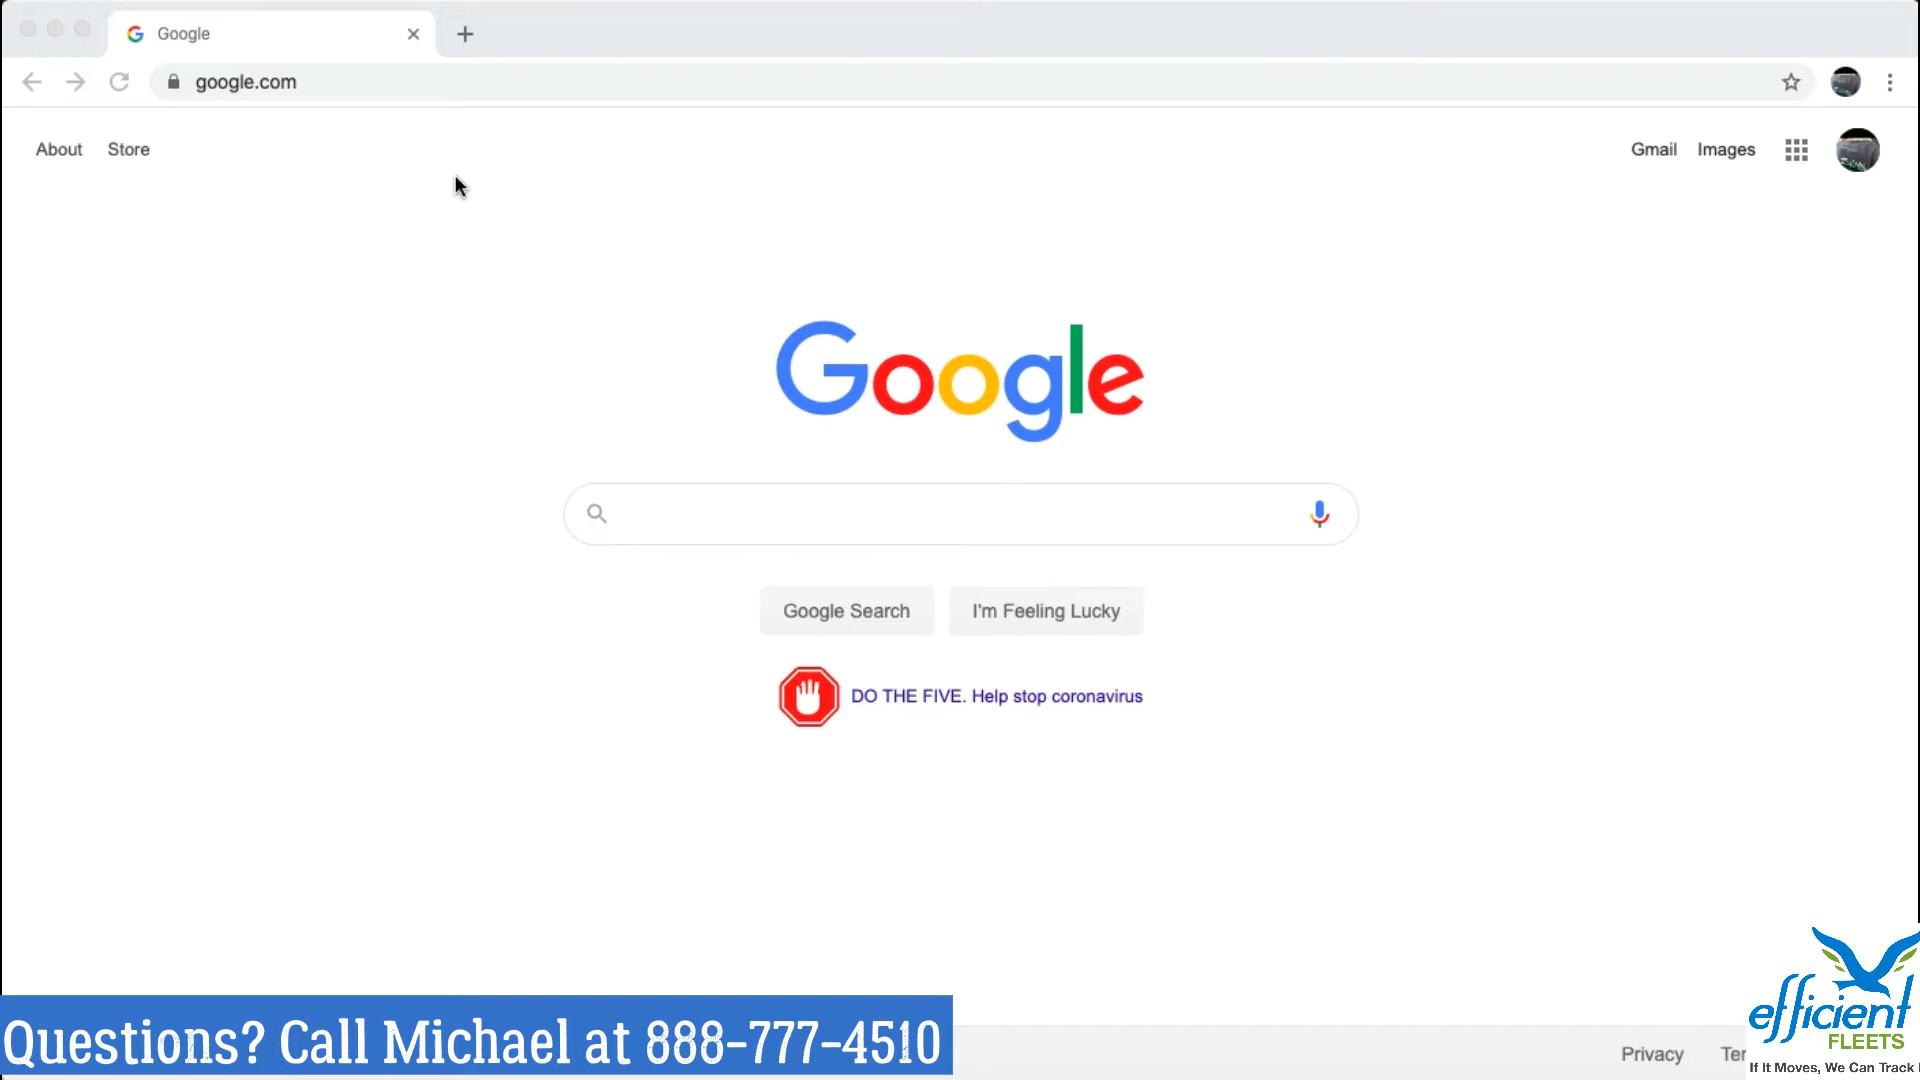 Google
google.com
About Store Gmail Images
Google
Google Search I'm Feeling Lucky
DO THE FIVE. Help stop coronavirus
efficient
FLEETS
If It Moves, We Can Track
Questions? Call Michael at 888-777-4510
Privacy